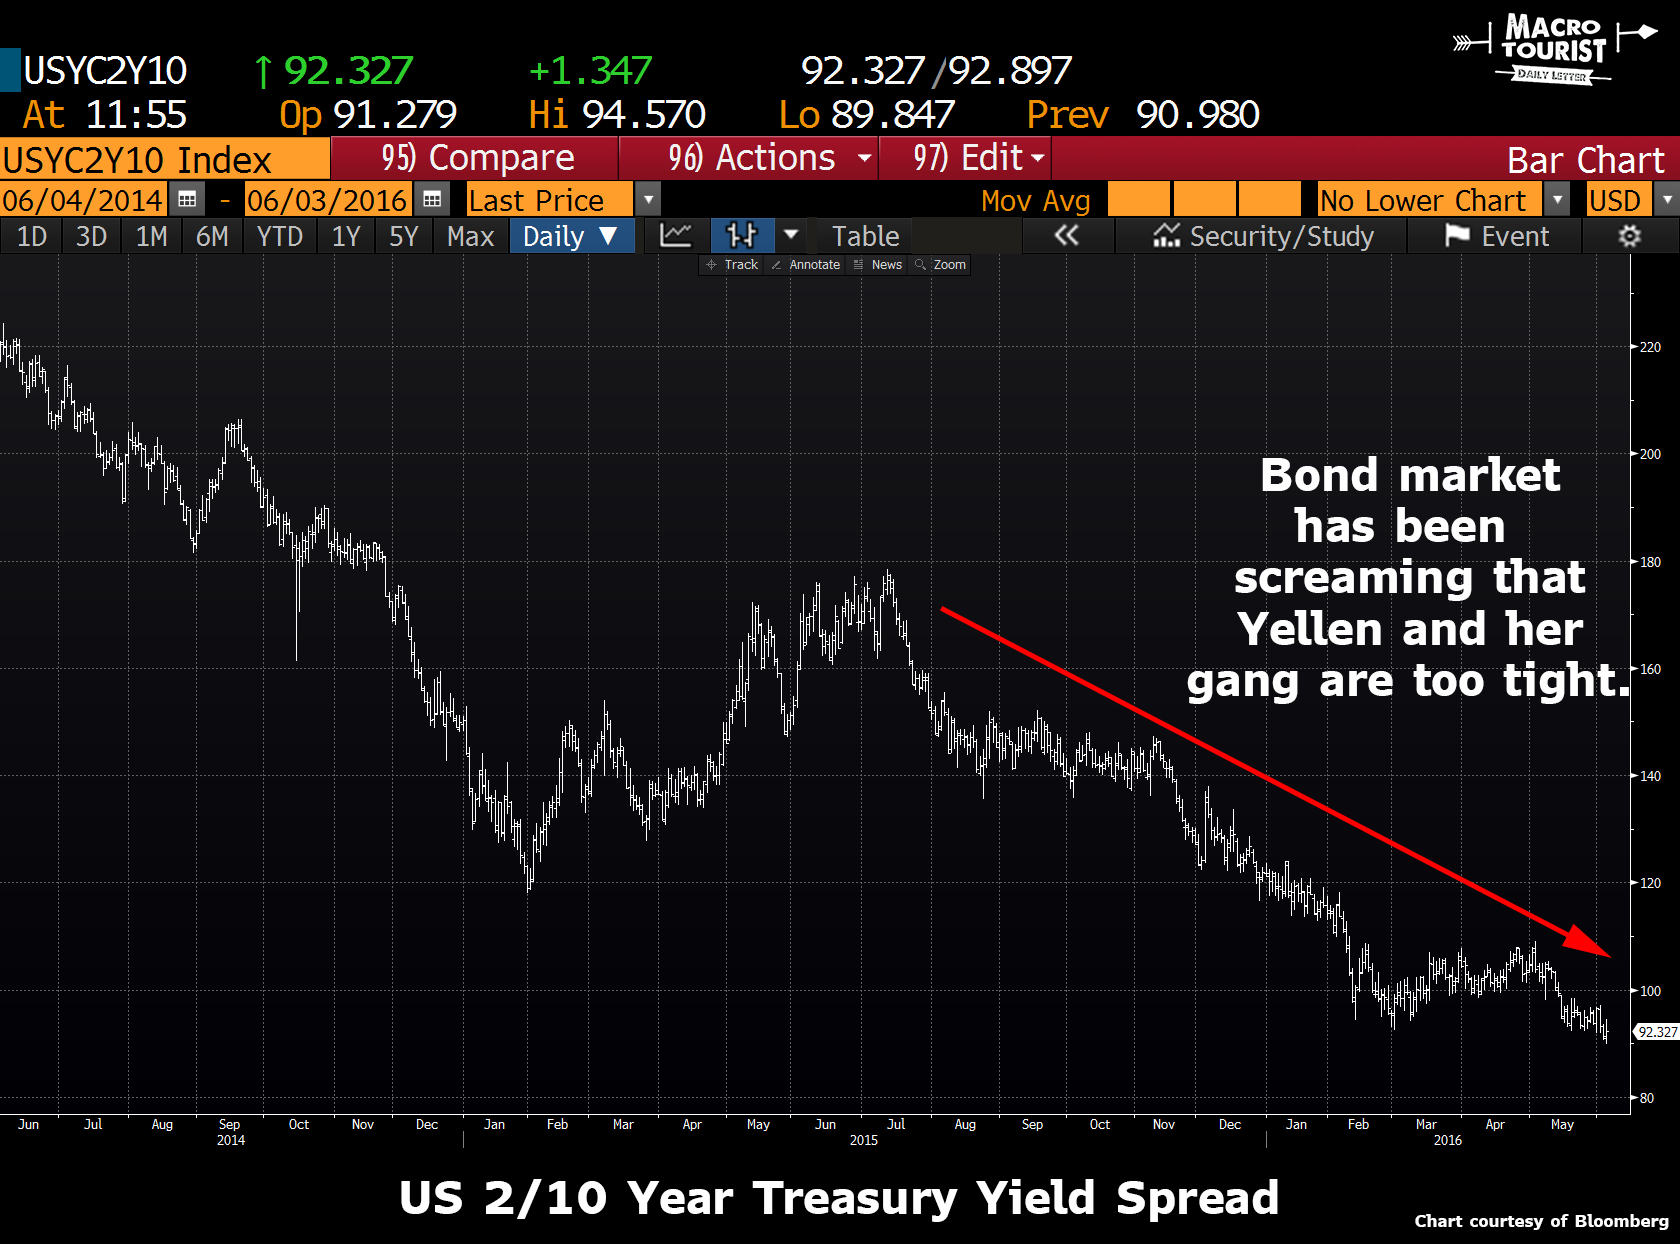 MACRO
TOURIST
DAILY LETTER
USYC2Y10 ↑ 92.327 +1.347 92.327/92.897
At 11:55 Op 91.279 Hi 94.570 Lo 89.847 Prev 90.980
USYC2Y10 Index 95) Compare 96) Actions 97) Edit Bar Chart
06/04/2014 - 06/03/2016 Last Price Mov Avg No Lower Chart USD
1D 3D 1M 6M YTD 1Y 5Y Max Daily ▼ Table « Security/Study Event
Track Annotate News Zoom
220
200
180
160
140
120
100
92.327
80
Bond market
has been
screaming that
Yellen and her
gang are too tight.
Jun Jul Aug Sep Oct Nov Dec Jan Feb Mar Apr May Jun Jul Aug Sep Oct Nov Dec Jan Feb Mar Apr May
2014 2015 2016
US 2/10 Year Treasury Yield Spread
Chart courtesy of Bloomberg